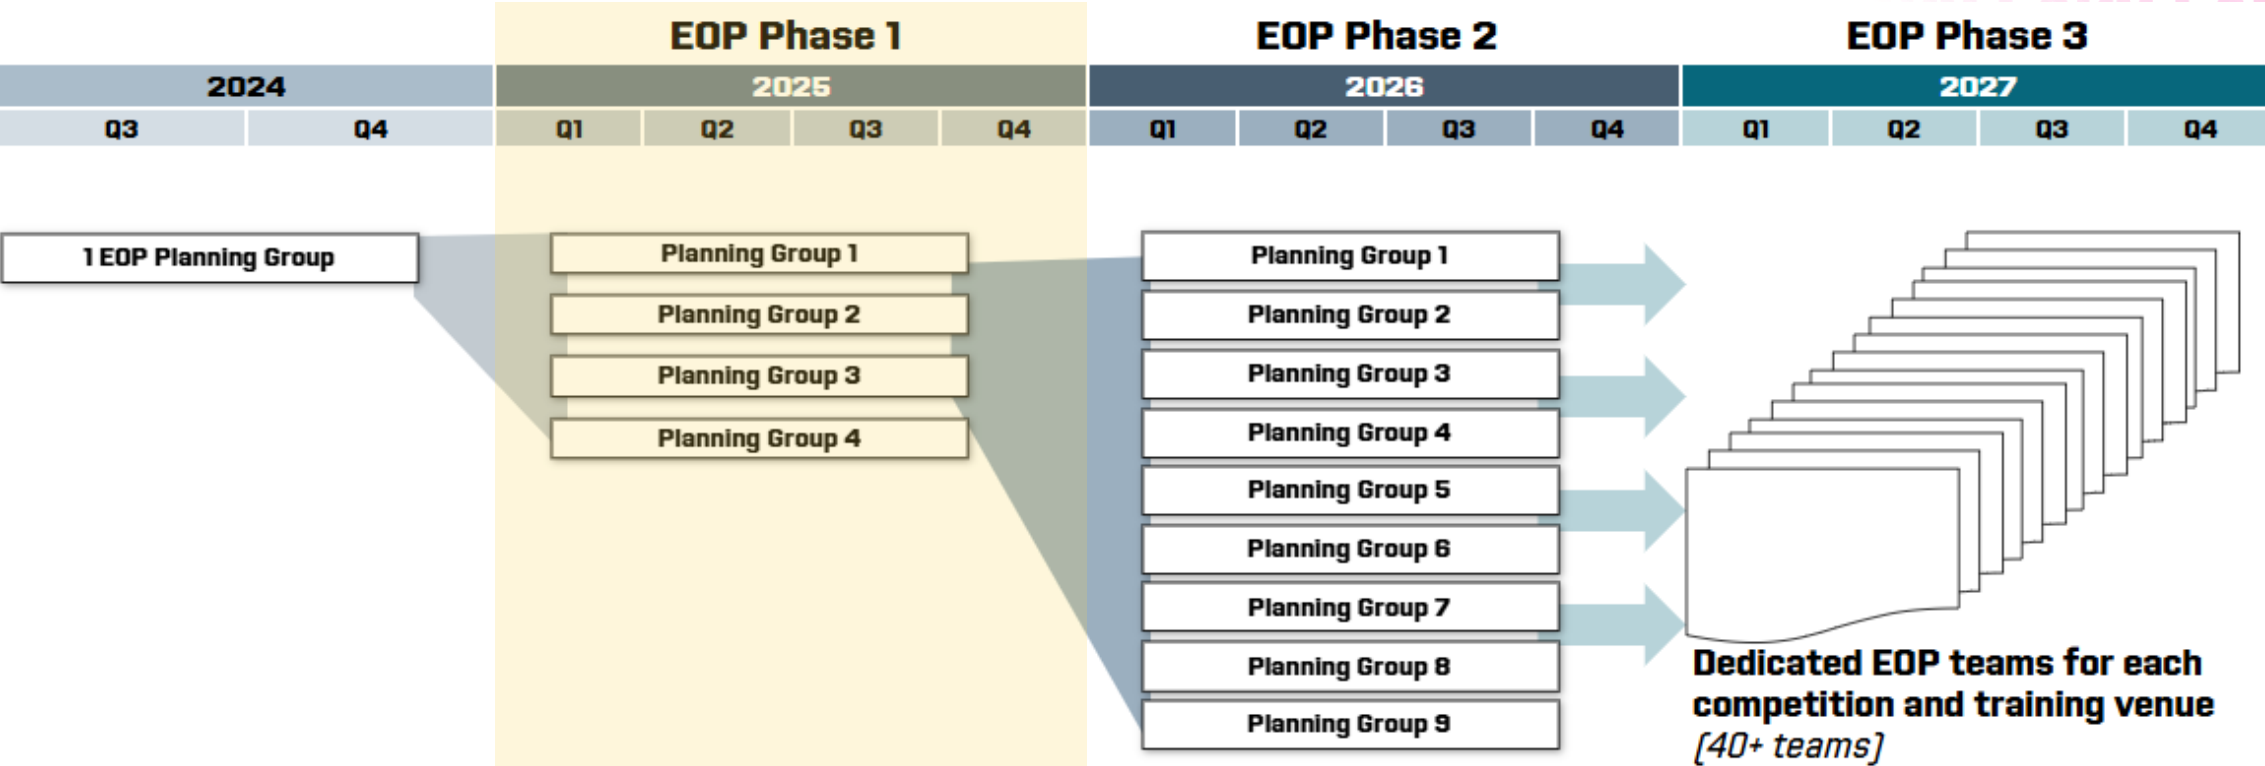 EOP Phase 1
EOP Phase 2
EOP Phase 3
2024
2025
2026
2027
Q3
Q4
Q1
Q2
Q3
Q4
Q1
Q2
Q3
Q4
Q1
Q2
Q3
Q4
1 EOP Planning Group
Planning Group 1
Planning Group 2
Planning Group 3
Planning Group 4
Planning Group 1
Planning Group 2
Planning Group 3
Planning Group 4
Planning Group 5
Planning Group 6
Planning Group 7
Planning Group 8
Planning Group 9
Dedicated EOP teams for each
competition and training venue
(40+ teams)